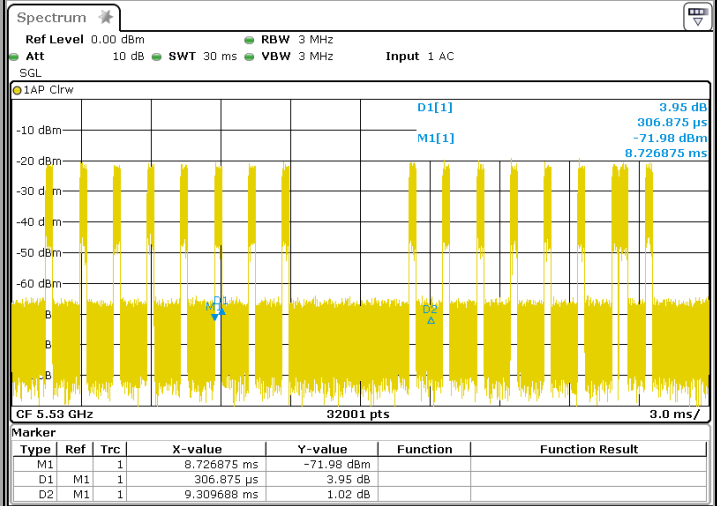 Spectrum
Ref Level 0.00 dBm RBW 3 MHz
Att 10 dB SWT 30 ms VBW 3 MHz Input 1 AC
SGL
1AP Clrw
D1[1] 3.95 dB
306.875 µs
M1[1] -71.98 dBm
8.726875 ms
-10 dBm
-20 dBm
-30 dBm
-40 dBm
-50 dBm
-60 dBm
D1
M1
D2
CF 5.53 GHz 32001 pts 3.0 ms/
Marker
Type Ref Trc X-value Y-value Function Function Result
M1 1 8.726875 ms -71.98 dBm
D1 M1 1 306.875 µs 3.95 dB
D2 M1 1 9.309688 ms 1.02 dB